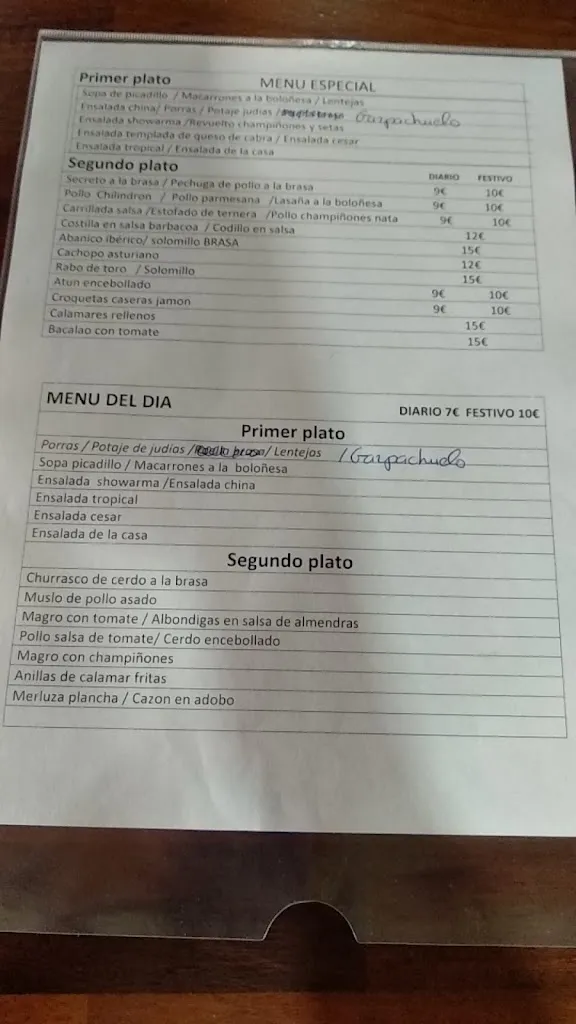 Primer plato MENU ESPECIAL
Sopa de picadillo / Macarrones a la boloñesa / Lentejas
Ensalada china/ Porras / Potaje judias / Gazpachuelo
Ensalada showarma /Revuelto champiñones y setas
Ensalada templada de queso de cabra / Ensalada cesar
Ensalada tropical / Ensalada de la casa
Segundo plato DIARIO FESTIVO
Secreto a la brasa / Pechuga de pollo a la brasa 9€ 10€
Pollo Chilindron / Pollo parmesana /Lasaña a la boloñesa 9€ 10€
Carrillada salsa /Estofado de ternera /Pollo champiñones nata 9€ 10€
Costilla en salsa barbacoa / Codillo en salsa 12€
Abanico ibérico/ solomillo BRASA 15€
Cachopo asturiano 12€
Rabo de toro / Solomillo 15€
Atun encebollado 9€ 10€
Croquetas caseras jamon 9€ 10€
Calamares rellenos 15€
Bacalao con tomate 15€
MENU DEL DIA DIARIO 7€ FESTIVO 10€
Primer plato
Porras / Potaje de judias / / Lentejas / Gazpachuelo
Sopa picadillo / Macarrones a la boloñesa
Ensalada showarma /Ensalada china
Ensalada tropical
Ensalada cesar
Ensalada de la casa
Segundo plato
Churrasco de cerdo a la brasa
Muslo de pollo asado
Magro con tomate / Albondigas en salsa de almendras
Pollo salsa de tomate/ Cerdo encebollado
Magro con champiñones
Anillas de calamar fritas
Merluza plancha / Cazon en adobo